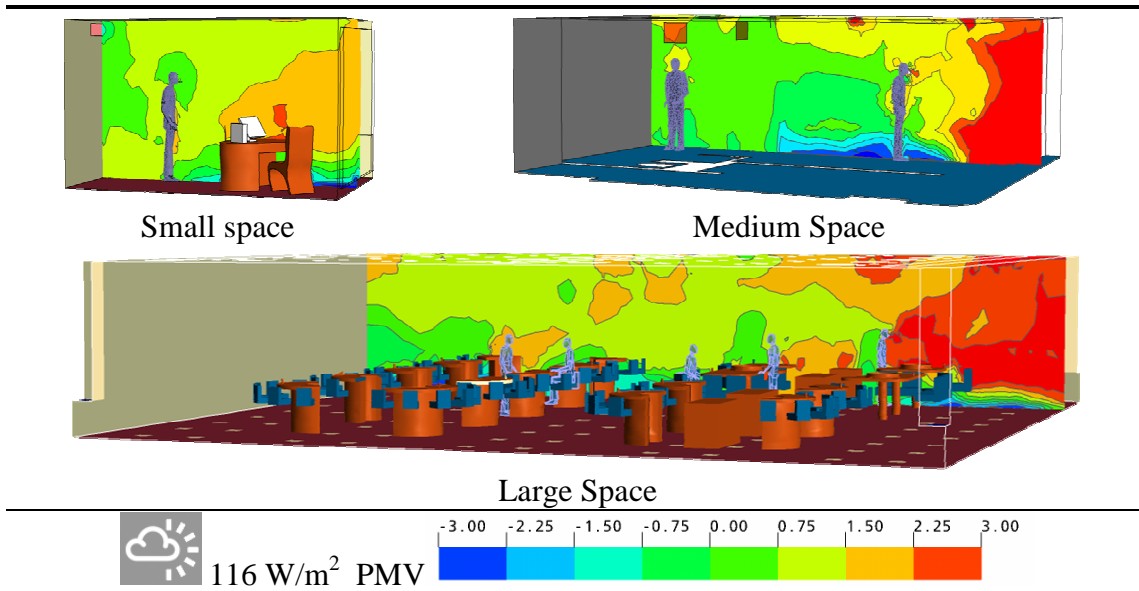 Small space
Medium Space
Large Space
-3.00 -2.25 -1.50 -0.75 0.00 0.75 1.50 2.25 3.00
116 W/m² PMV